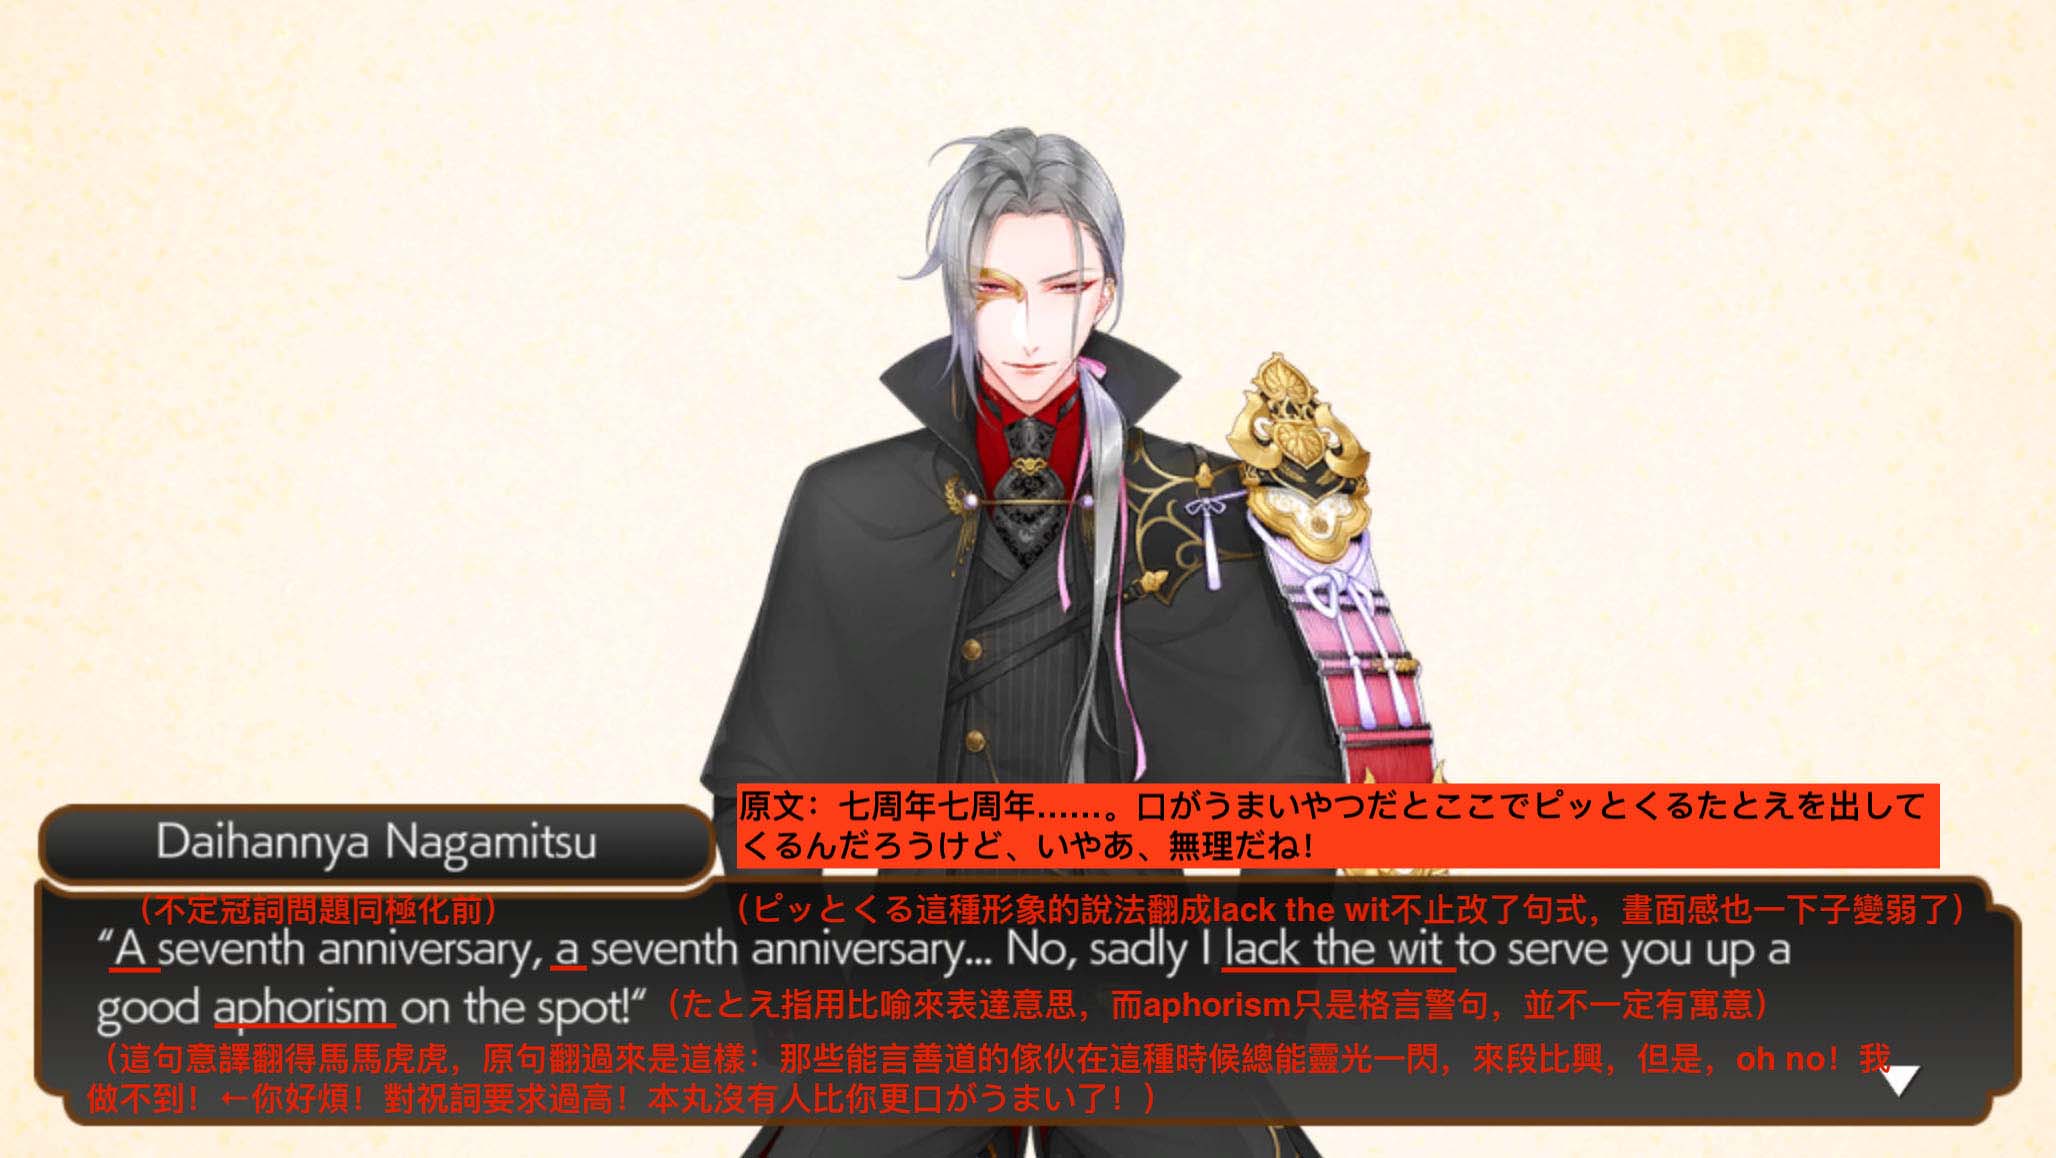 原文：七周年七周年……。口がうまいやつだとここでピッとくるたとえを出して
くるんだろうけど、いやあ、無理だね！
Daihannya Nagamitsu
（不定冠詞問題同極化前）
（ピッとくる這種形象的說法翻成lack the wit不止改了句式，畫面感也一下子變弱了）
“A seventh anniversary, a seventh anniversary... No, sadly I lack the wit to serve you up a
good aphorism on the spot!“
（たとえ指用比喻來表達意思，而aphorism只是格言警句，並不一定有寓意）
（這句意譯翻得馬馬虎虎，原句翻過來是這樣：那些能言善道的傢伙在這種時候總能靈光一閃，來段比興，但是，oh no！我
做不到！←你好煩！對祝詞要求過高！本丸沒有人比你更口がうまい了！）